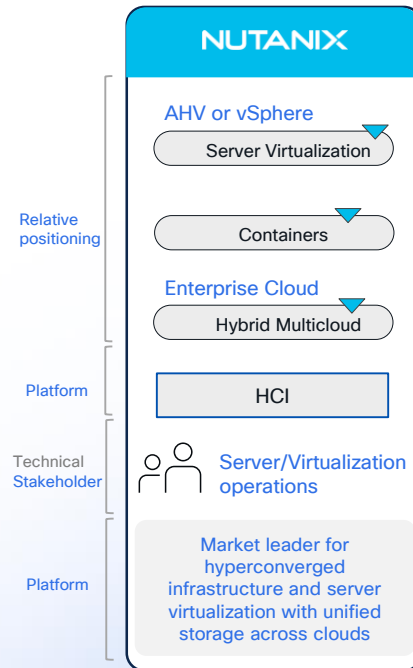 NUTANIX
AHV or vSphere
Server Virtualization
Relative
positioning
Containers
Enterprise Cloud
Hybrid Multicloud
Platform
HCI
Technical
Stakeholder
Server/Virtualization
operations
Platform
Market leader for
hyperconverged
infrastructure and server
virtualization with unified
storage across clouds